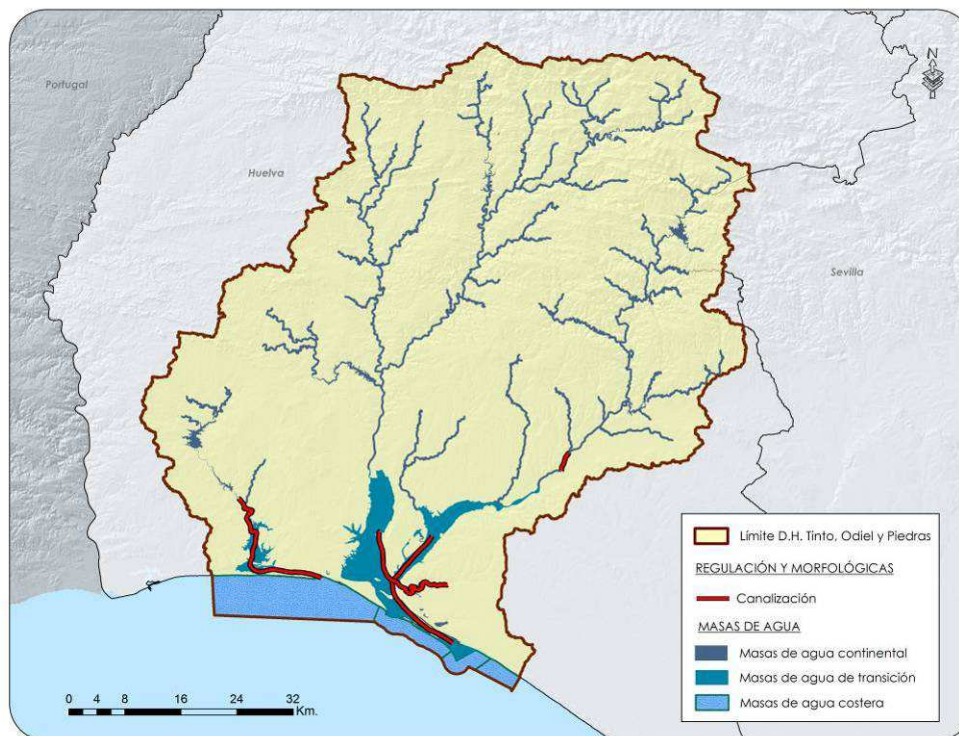 N
Portugal
Huelva
Sevilla
Límite D.H. Tinto, Odiel y Piedras
REGULACIÓN Y MORFOLÓGICAS
Canalización
MASAS DE AGUA
Masas de agua continental
Masas de agua de transición
Masas de agua costera
0 4 8 16 24 32
Km.